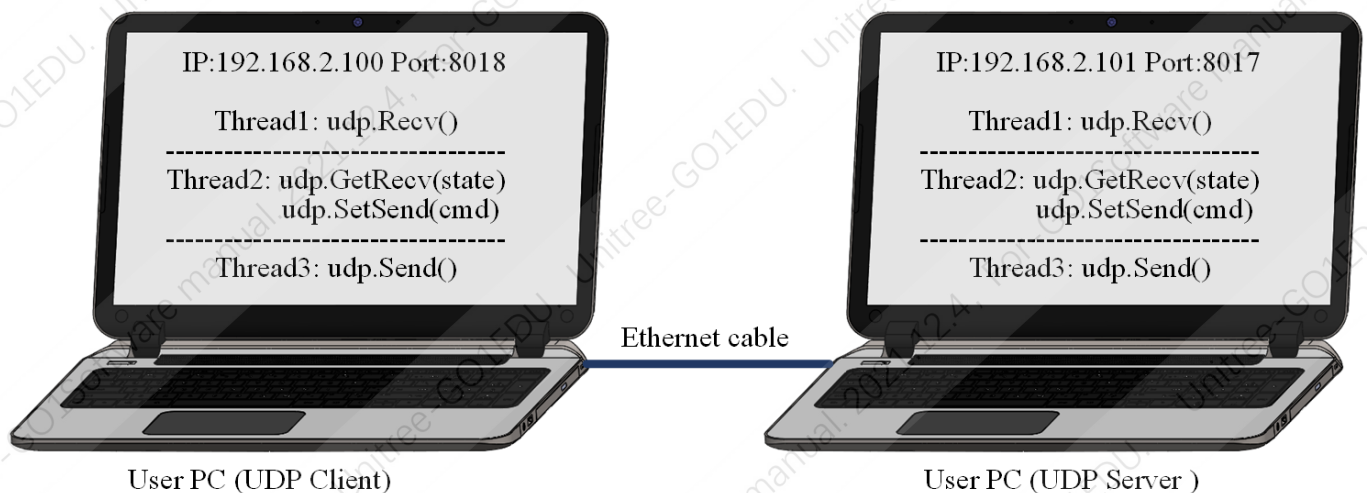 IP:192.168.2.100 Port:8018
Thread1: udp.Recv()
-----------------------------------
Thread2: udp.GetRecv(state)
udp.SetSend(cmd)
-----------------------------------
Thread3: udp.Send()
IP:192.168.2.101 Port:8017
Thread1: udp.Recv()
-----------------------------------
Thread2: udp.GetRecv(state)
udp.SetSend(cmd)
-----------------------------------
Thread3: udp.Send()
Ethernet cable
User PC (UDP Client)
User PC (UDP Server )